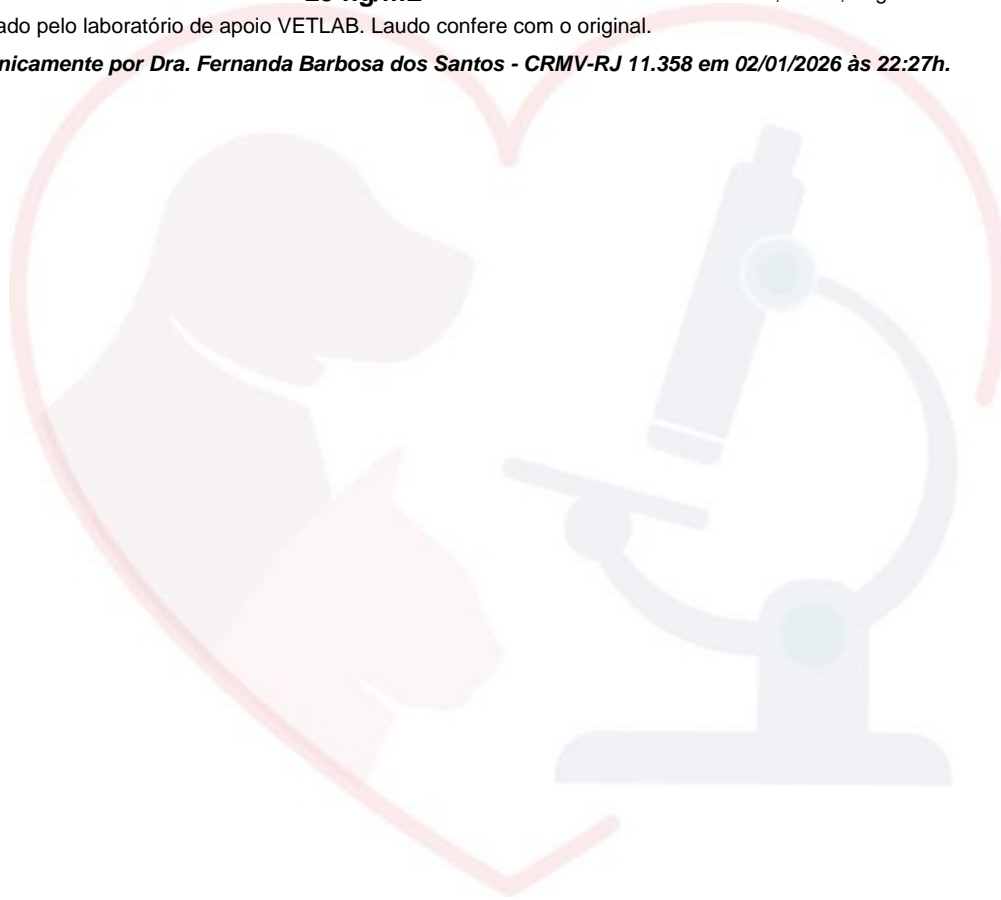 ado pelo laboratório de apoio VETLAB. Laudo confere com o original.
nicamente por Dra. Fernanda Barbosa dos Santos - CRMV-RJ 11.358 em 02/01/2026 às 22:27h.